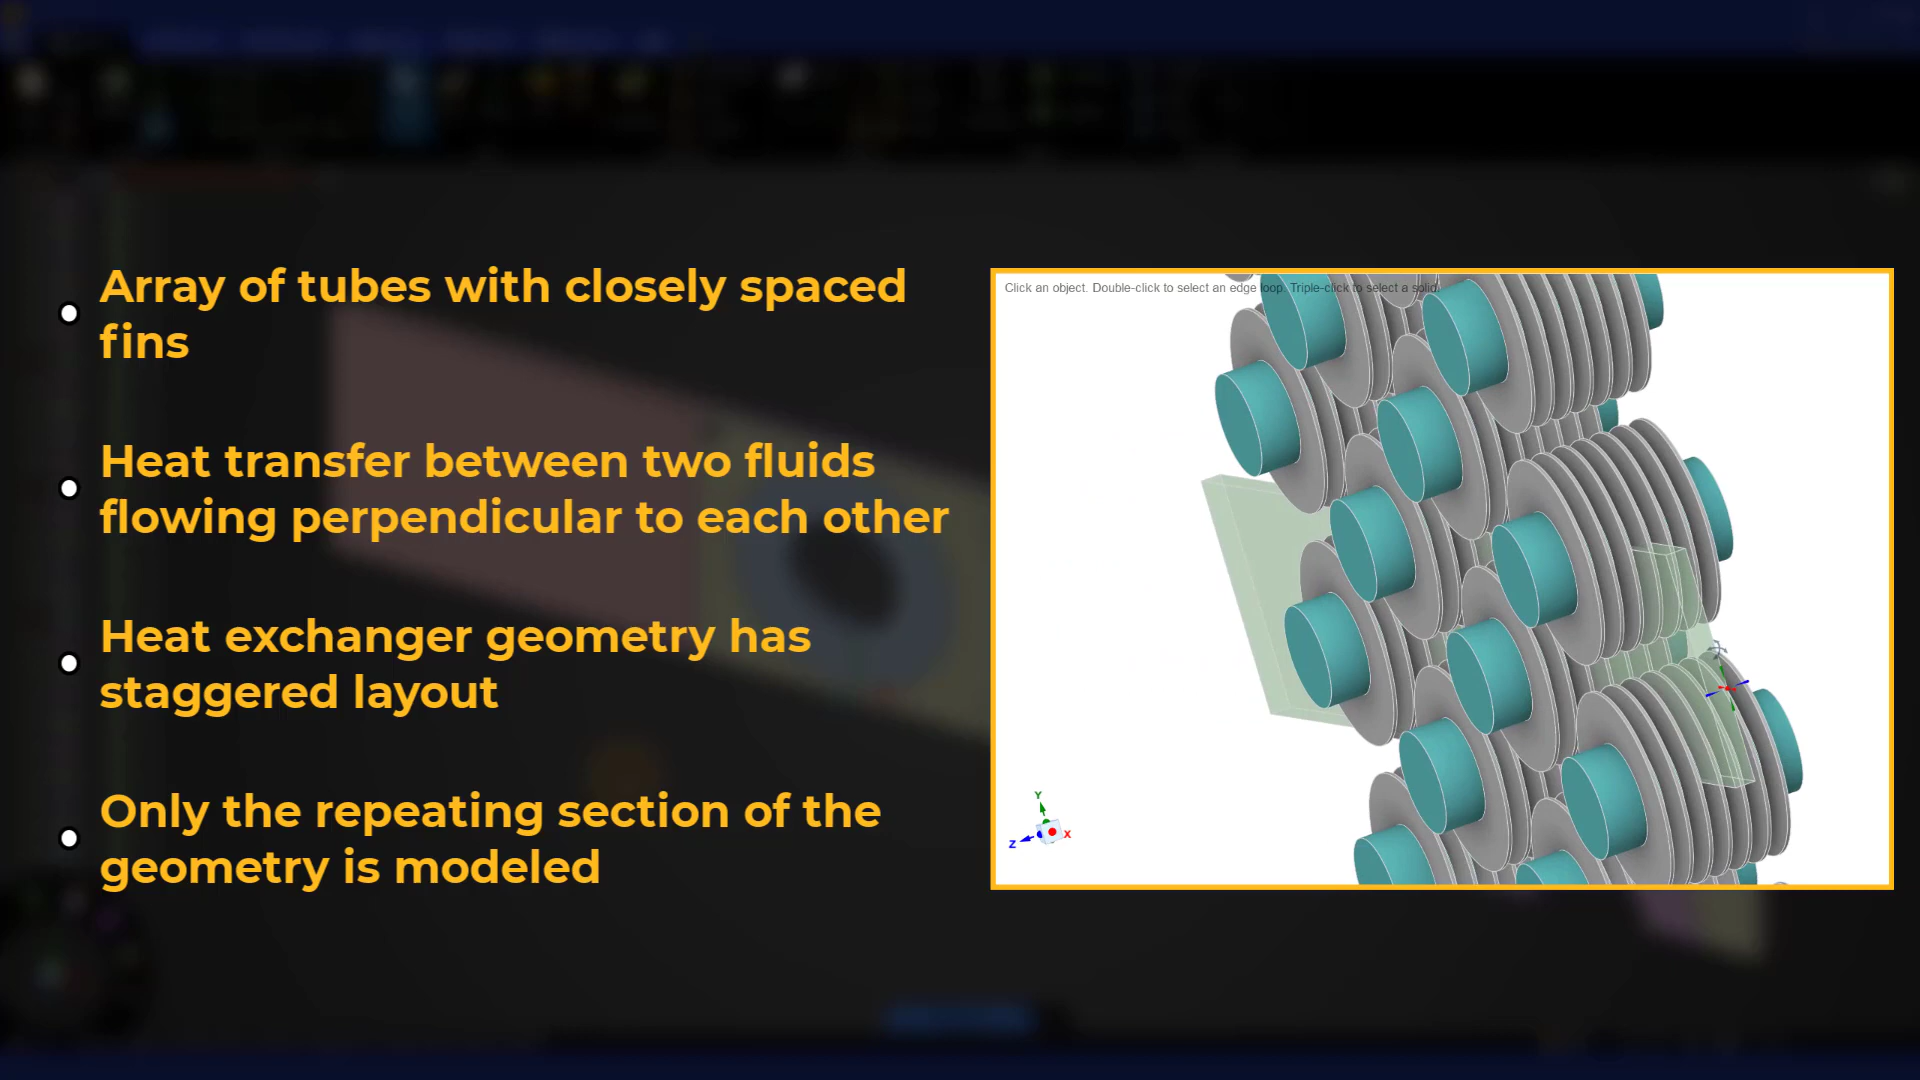 Array of tubes with closely spaced
fins
Heat transfer between two fluids
flowing perpendicular to each other
Heat exchanger geometry has
staggered layout
Only the repeating section of the
geometry is modeled
Click an object. Double-click to select an edge loop. Triple-click to select a solid.
Y
Z
X